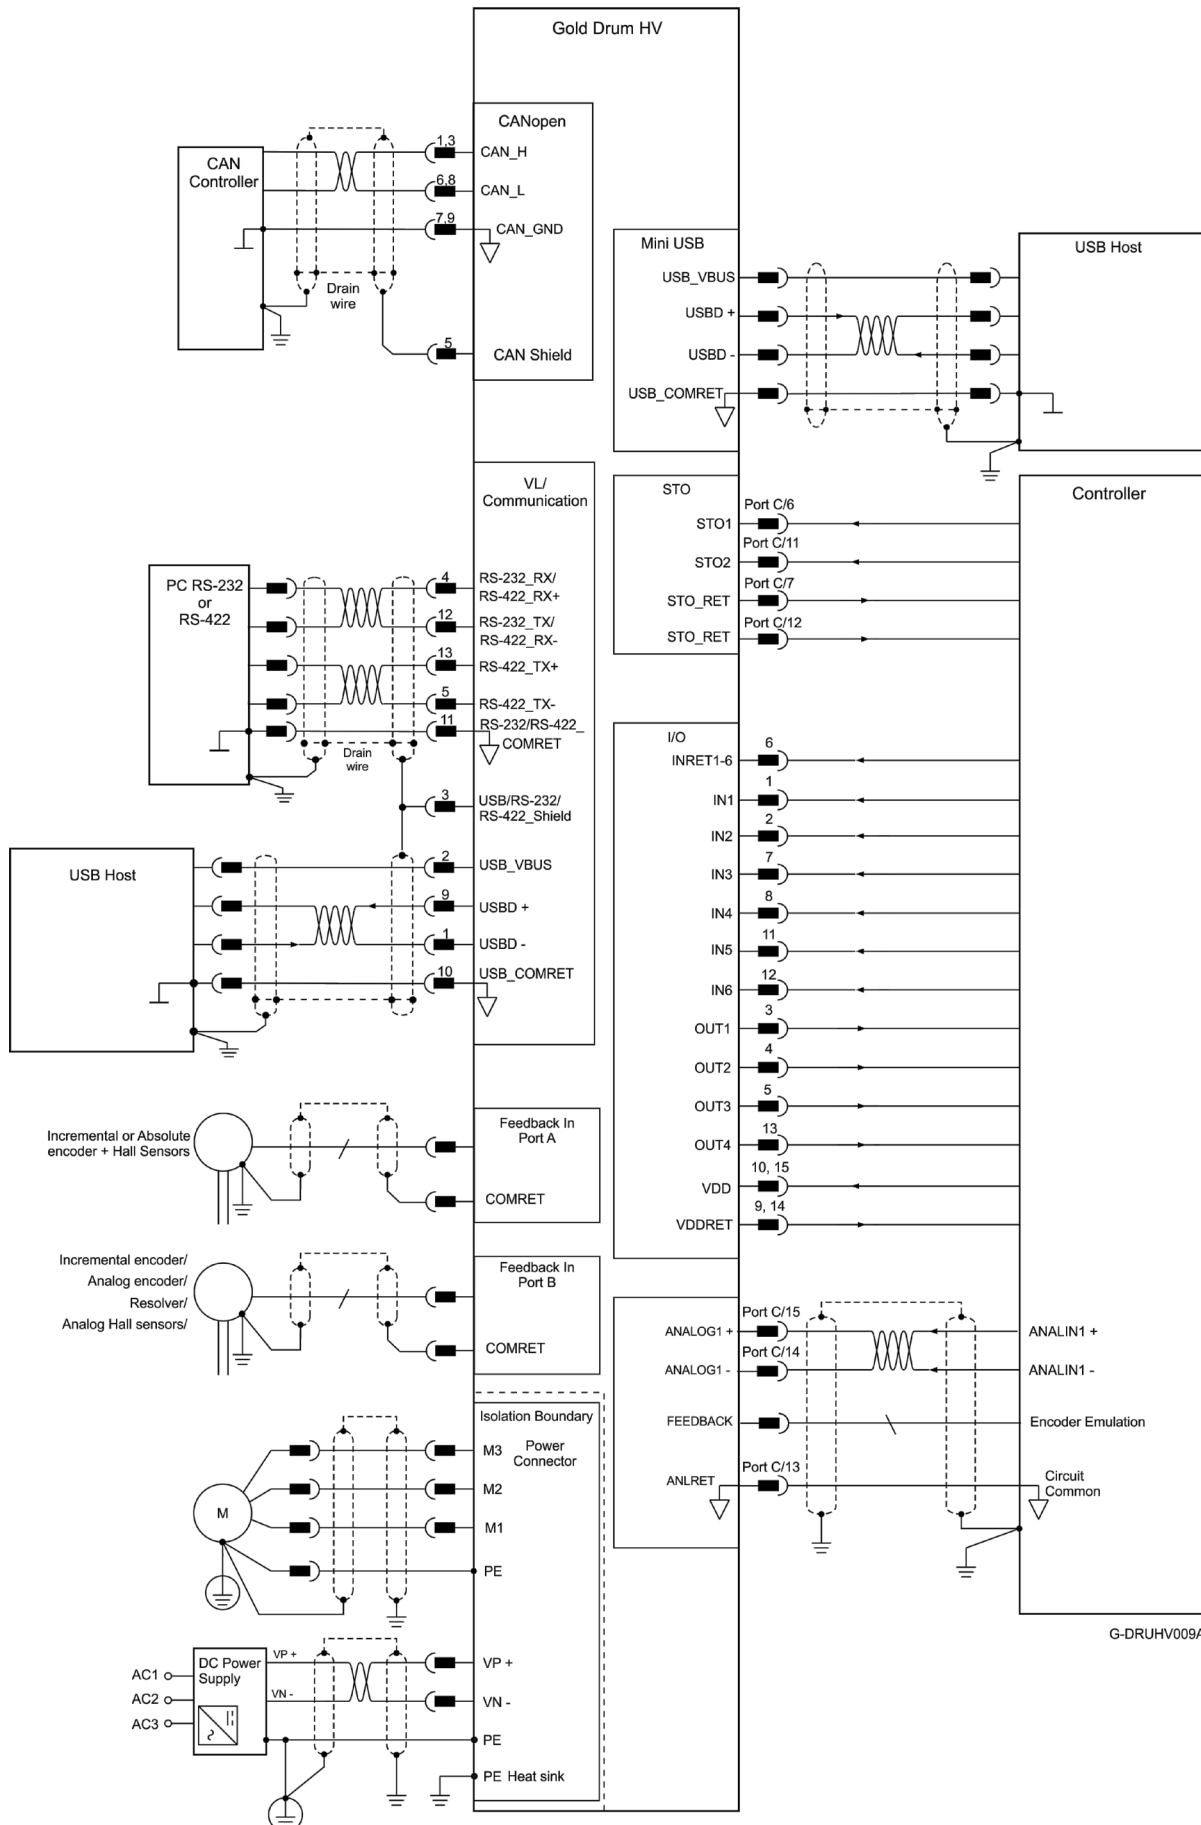 Gold Drum HV
CANopen
CAN
Controller
1,3
CAN_H
6,8
CAN_L
7,9
CAN_GND
Drain
wire
5
CAN Shield
Mini USB
USB_VBUS
USBD +
USBD -
USB_COMRET
USB Host
VL/
Communication
PC RS-232
or
RS-422
4
RS-232_RX/
RS-422_RX+
12
RS-232_TX/
RS-422_RX-
13
RS-422_TX+
5
RS-422_TX-
11
RS-232/RS-422_
COMRET
Drain
wire
3
USB/RS-232/
RS-422_Shield
USB Host
2
USB_VBUS
9
USBD +
1
USBD -
10
USB_COMRET
STO
Controller
Port C/6
STO1
Port C/11
STO2
Port C/7
STO_RET
Port C/12
STO_RET
I/O
6
INRET1-6
1
IN1
2
IN2
7
IN3
8
IN4
11
IN5
12
IN6
3
OUT1
4
OUT2
5
OUT3
13
OUT4
10, 15
VDD
9, 14
VDDRET
Incremental or Absolute
encoder + Hall Sensors
Feedback In
Port A
COMRET
Incremental encoder/
Analog encoder/
Resolver/
Analog Hall sensors/
Feedback In
Port B
COMRET
Port C/15
ANALOG1 +
ANALIN1 +
Port C/14
ANALOG1 -
ANALIN1 -
FEEDBACK
Encoder Emulation
Port C/13
ANLRET
Circuit
Common
Isolation Boundary
Power
Connector
M
M3
M2
M1
PE
AC1
AC2
AC3
DC Power
Supply
VP +
VN -
VP +
VN -
PE
PE Heat sink
G-DRUHV009A